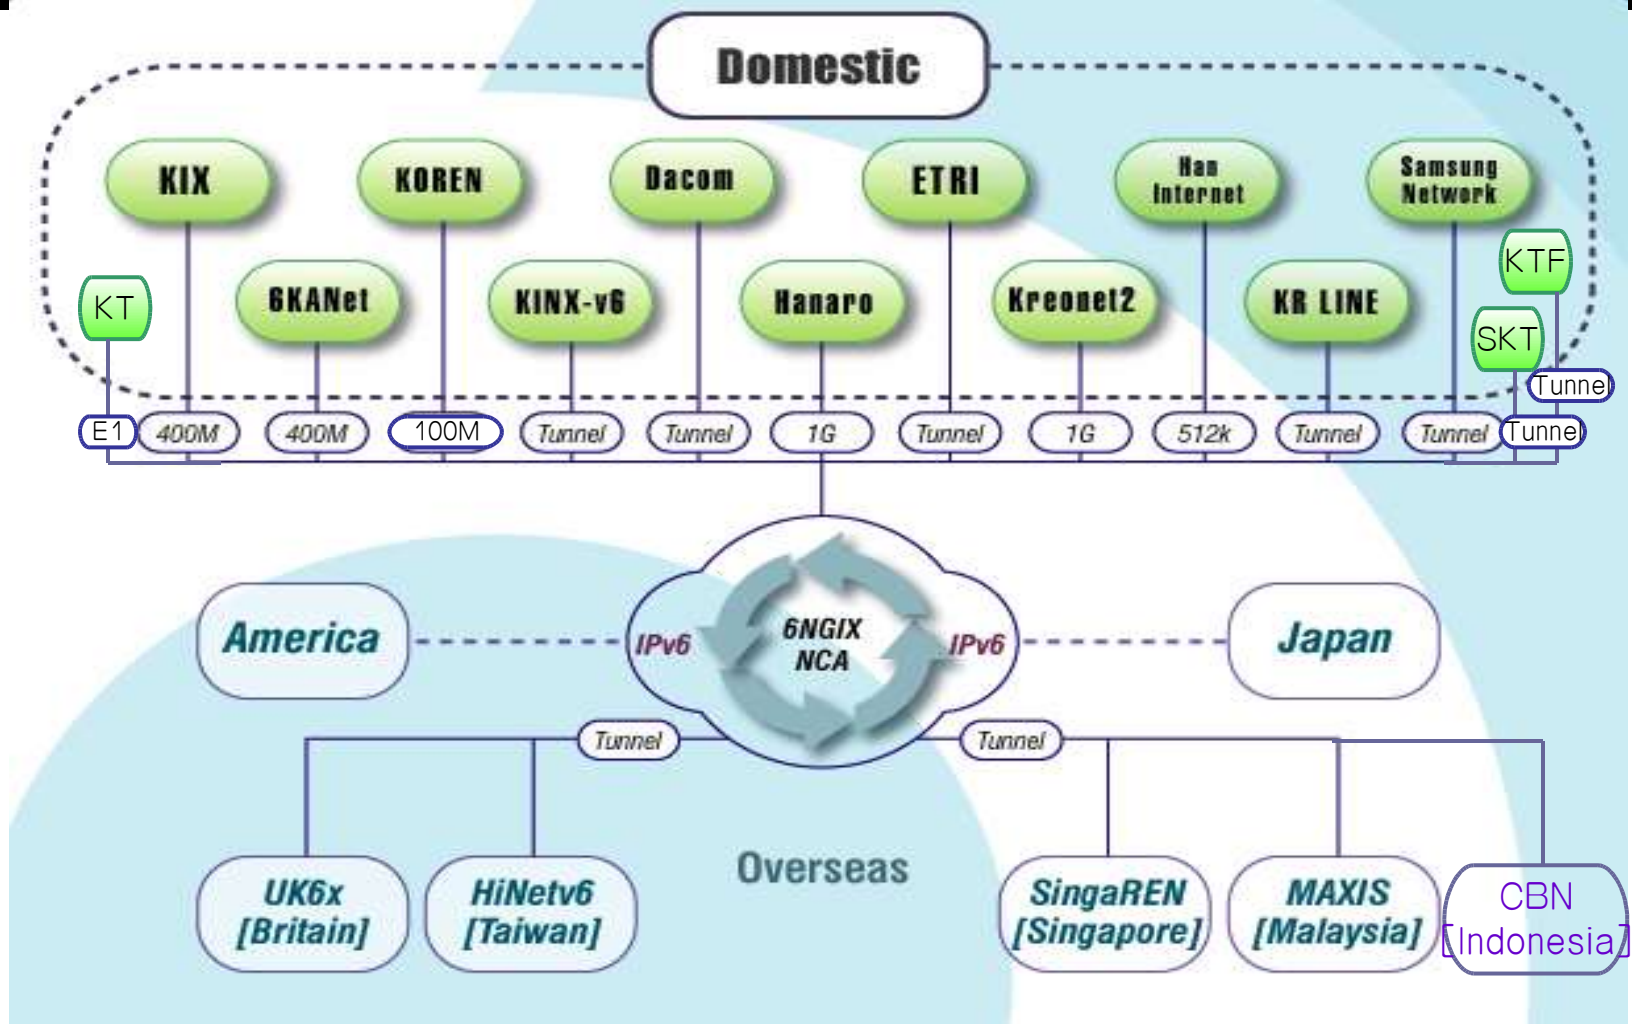 Domestic
KIX
KOREN
Dacom
ETRI
Han
Internet
Samsung
Network
KT
6KANet
KINX-v6
Hanaro
Kreonet2
KR LINE
KTF
SKT
Tunnel
E1
400M
400M
100M
Tunnel
Tunnel
1G
Tunnel
1G
512k
Tunnel
Tunnel
Tunnel
America
IPv6
6NGIX
NCA
IPv6
Japan
Tunnel
Tunnel
Overseas
UK6x
[Britain]
HiNetv6
[Taiwan]
SingaREN
[Singapore]
MAXIS
[Malaysia]
CBN
[Indonesia]